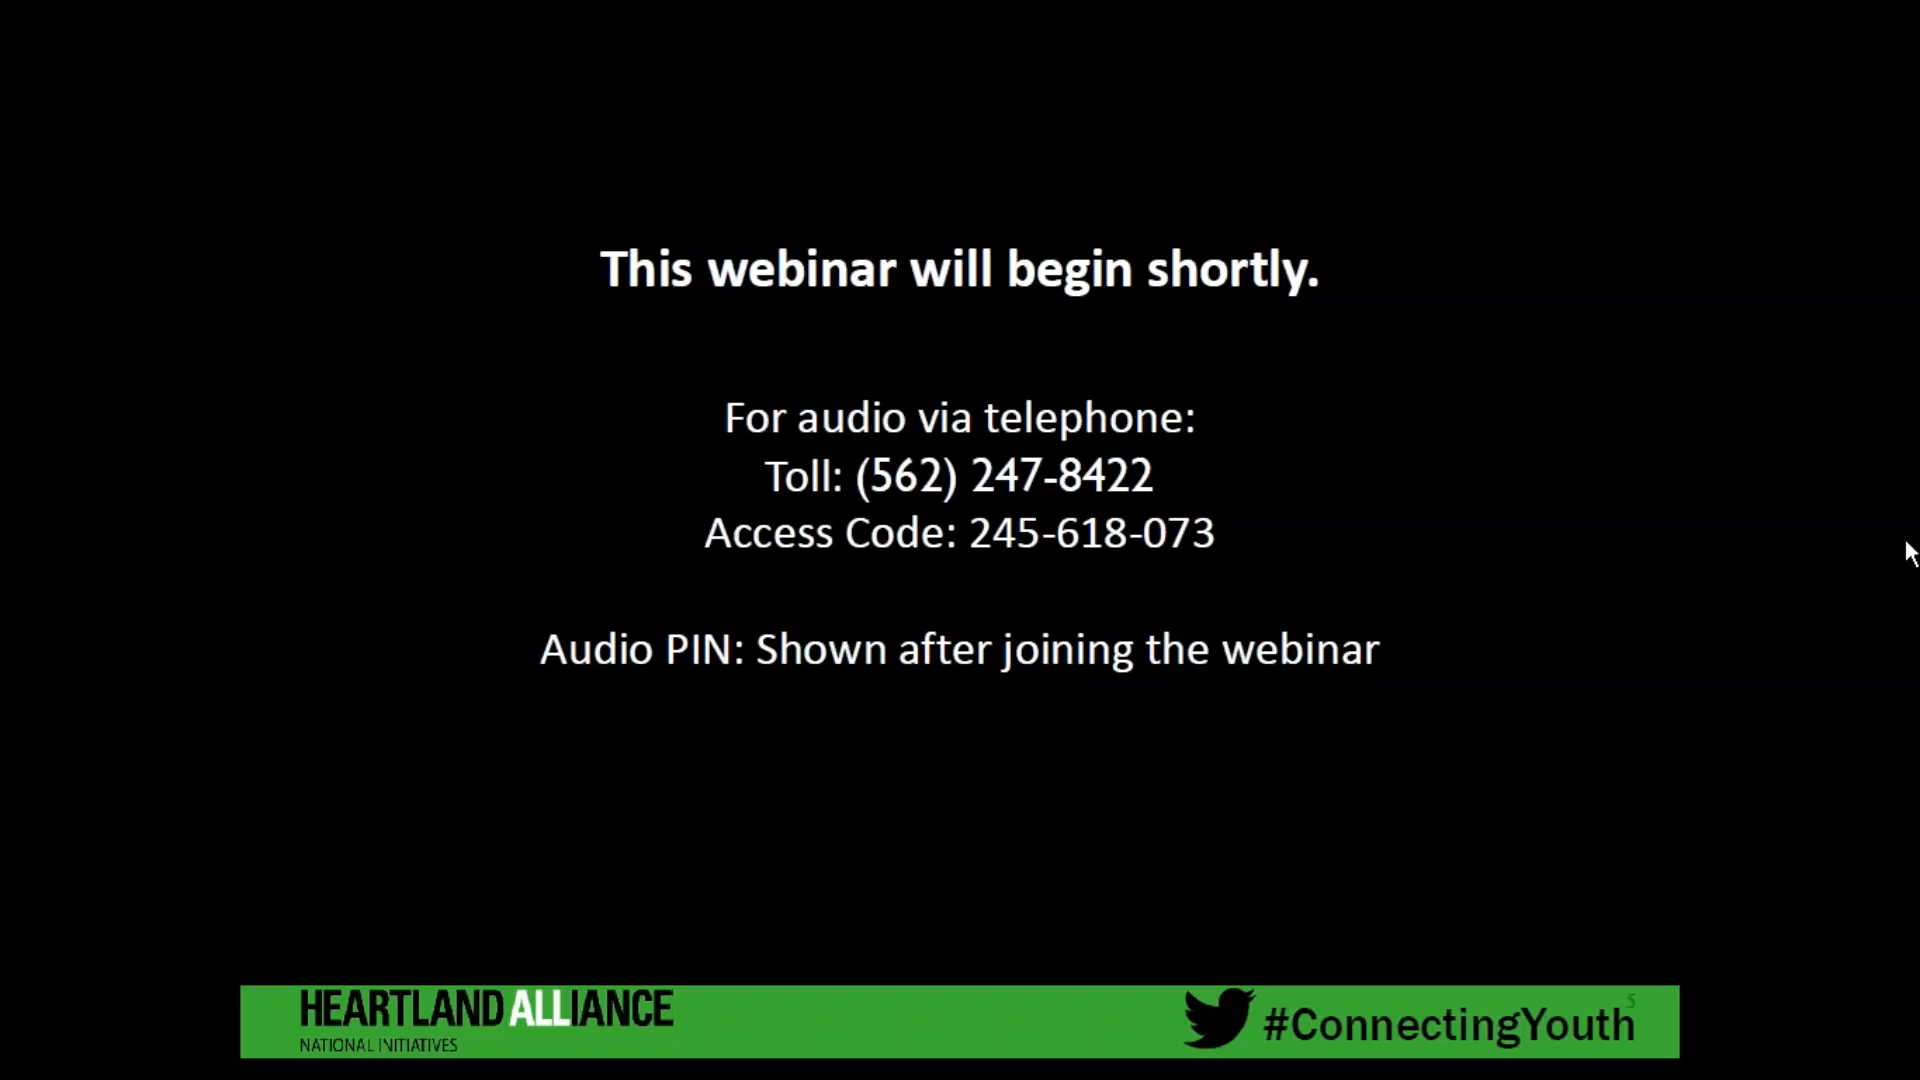 This webinar will begin shortly.
For audio via telephone:
Toll: (562) 247-8422
Access Code: 245-618-073
Audio PIN: Shown after joining the webinar
HEARTLAND ALLIANCE
NATIONAL INITIATIVES
5
#ConnectingYouth